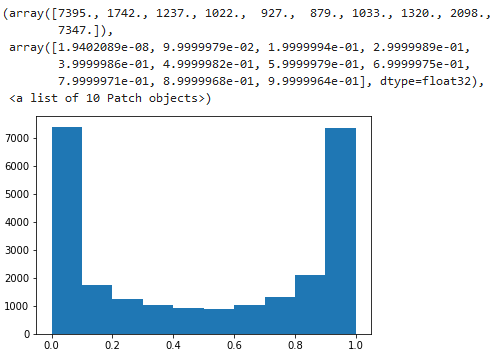 (array([7395., 1742., 1237., 1022.,  927.,  879., 1033., 1320., 2098.,
        7347.]),
 array([1.9402089e-08, 9.9999979e-02, 1.9999994e-01, 2.9999989e-01,
        3.9999986e-01, 4.9999982e-01, 5.9999979e-01, 6.9999975e-01,
        7.9999971e-01, 8.9999968e-01, 9.9999964e-01], dtype=float32),
 <a list of 10 Patch objects>)
7000
6000
5000
4000
3000
2000
1000
0
0.0 0.2 0.4 0.6 0.8 1.0